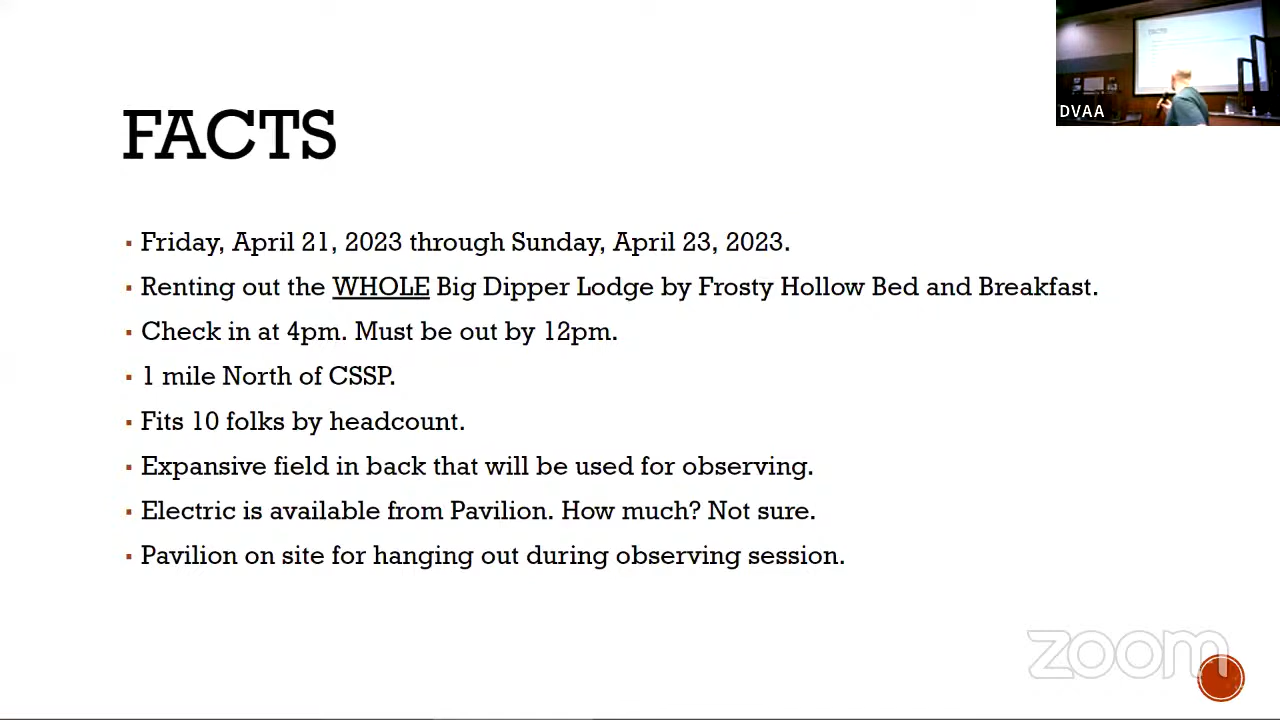 FACTS
Friday, April 21, 2023 through Sunday, April 23, 2023.
Renting out the WHOLE Big Dipper Lodge by Frosty Hollow Bed and Breakfast.
Check in at 4pm. Must be out by 12pm.
1 mile North of CSSP.
Fits 10 folks by headcount.
Expansive field in back that will be used for observing.
Electric is available from Pavilion. How much? Not sure.
Pavilion on site for hanging out during observing session.
DVAA
zoom